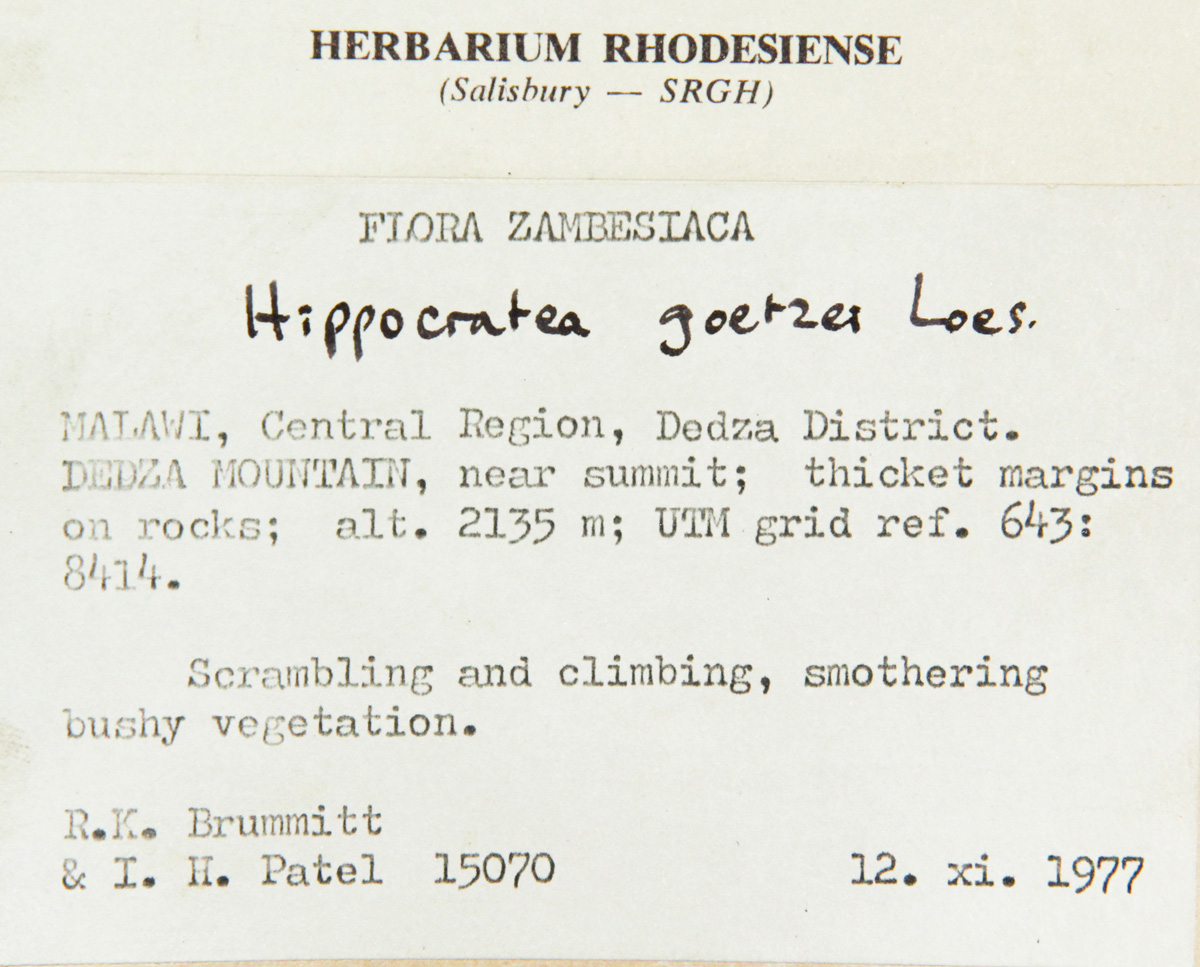 HERBARIUM RHODESIENSE
(Salisbury — SRGH)
FLORA ZAMBESIACA
Hippocratea goetzei Loes.
MALAWI, Central Region, Dedza District.
DEDZA MOUNTAIN, near summit; thicket margins
on rocks; alt. 2135 m; UTM grid ref. 643:
8414.
Scrambling and climbing, smothering
bushy vegetation.
R.K. Brummitt
& I. H. Patel 15070 12. xi. 1977